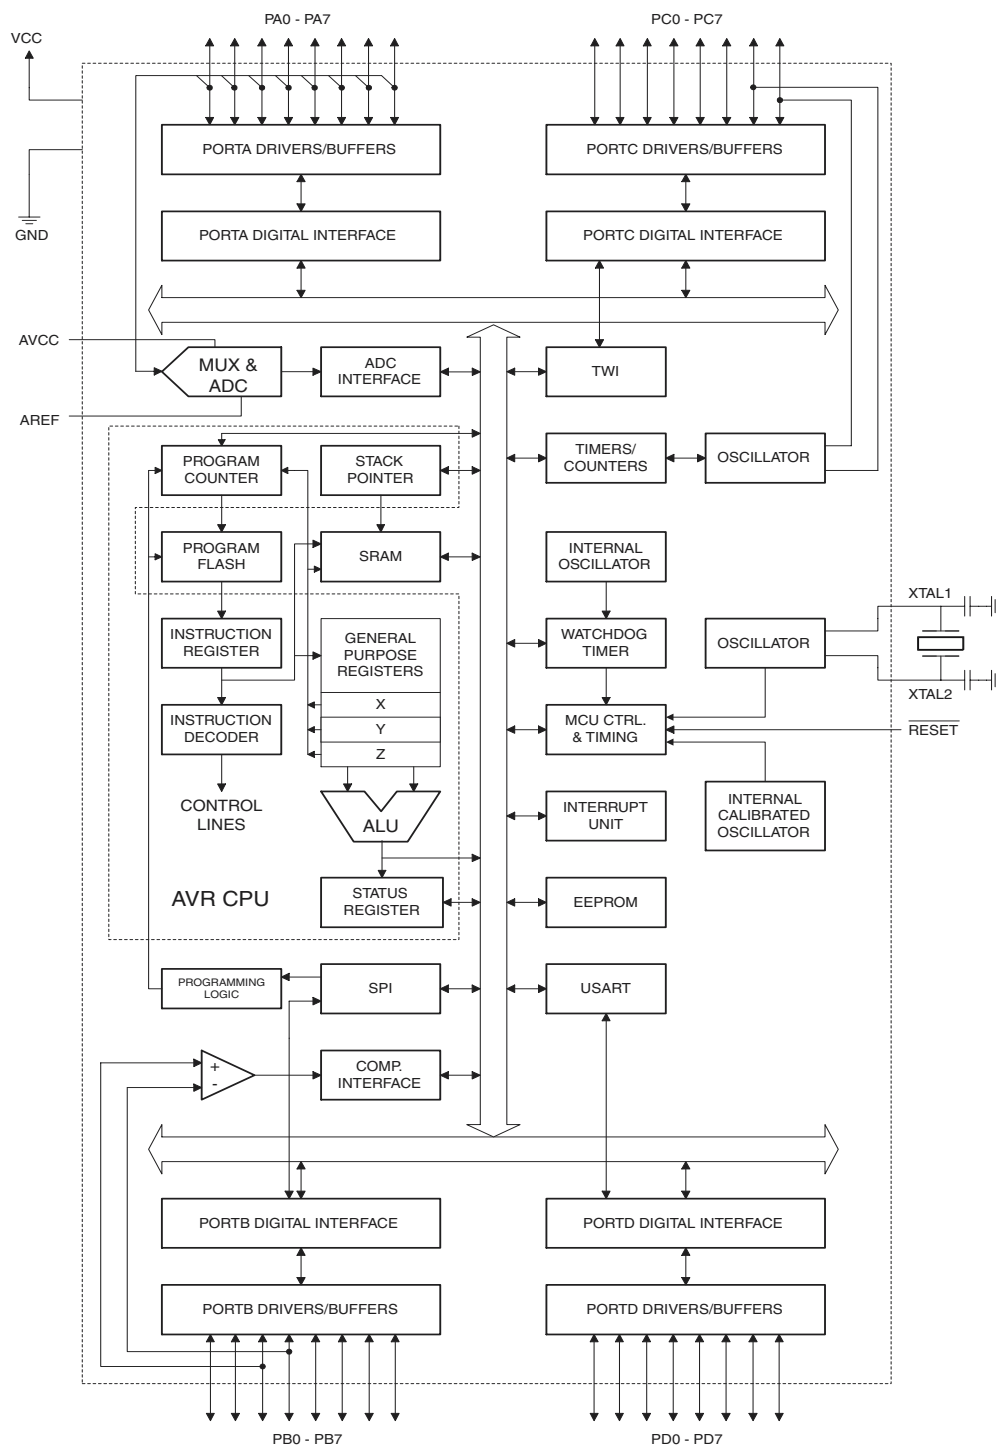 PA0 - PA7
PC0 - PC7
VCC
PORTA DRIVERS/BUFFERS
PORTC DRIVERS/BUFFERS
GND
PORTA DIGITAL INTERFACE
PORTC DIGITAL INTERFACE
AVCC
MUX &
ADC
ADC
INTERFACE
TWI
AREF
PROGRAM
COUNTER
STACK
POINTER
TIMERS/
COUNTERS
OSCILLATOR
PROGRAM
FLASH
SRAM
INTERNAL
OSCILLATOR
XTAL1
INSTRUCTION
REGISTER
GENERAL
PURPOSE
REGISTERS
WATCHDOG
TIMER
OSCILLATOR
XTAL2
X
Y
Z
INSTRUCTION
DECODER
MCU CTRL.
& TIMING
RESET
CONTROL
LINES
ALU
INTERRUPT
UNIT
INTERNAL
CALIBRATED
OSCILLATOR
AVR CPU
STATUS
REGISTER
EEPROM
PROGRAMMING
LOGIC
SPI
USART
+
-
COMP.
INTERFACE
PORTB DIGITAL INTERFACE
PORTD DIGITAL INTERFACE
PORTB DRIVERS/BUFFERS
PORTD DRIVERS/BUFFERS
PB0 - PB7
PD0 - PD7